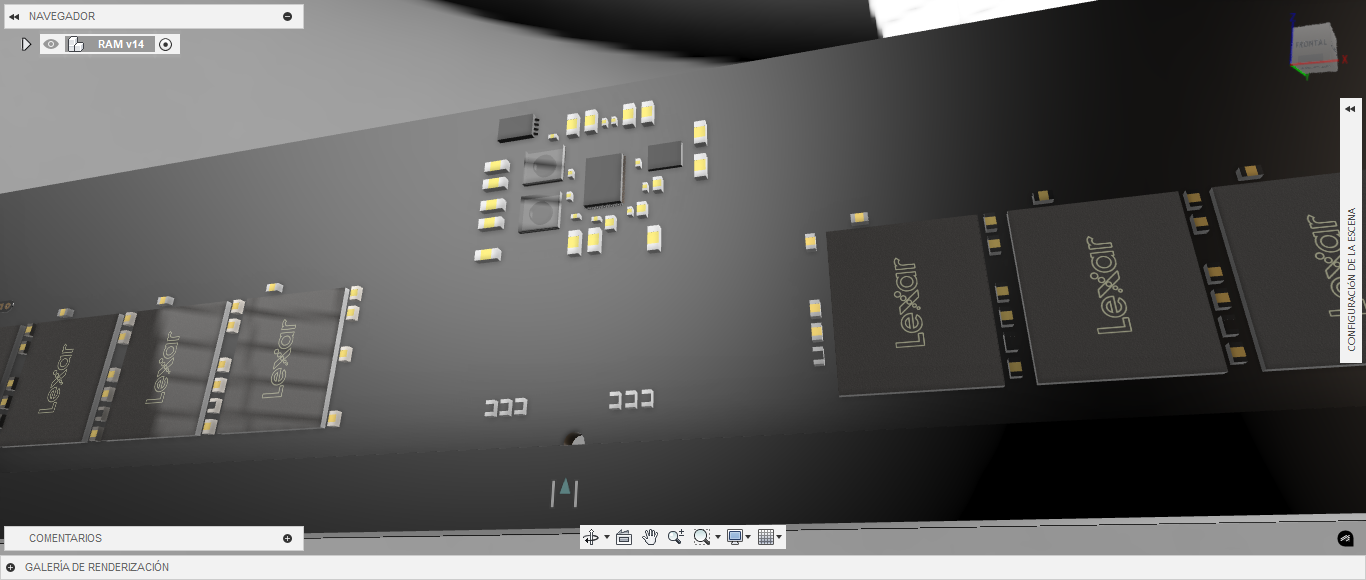 NAVEGADOR
RAM v14
FRONTAL
X
CONFIGURACIÓN DE LA ESCENA
Lexar
Lexar
Lexar
Lexar
Lexar
Lexar
COMENTARIOS
GALERÍA DE RENDERIZACIÓN